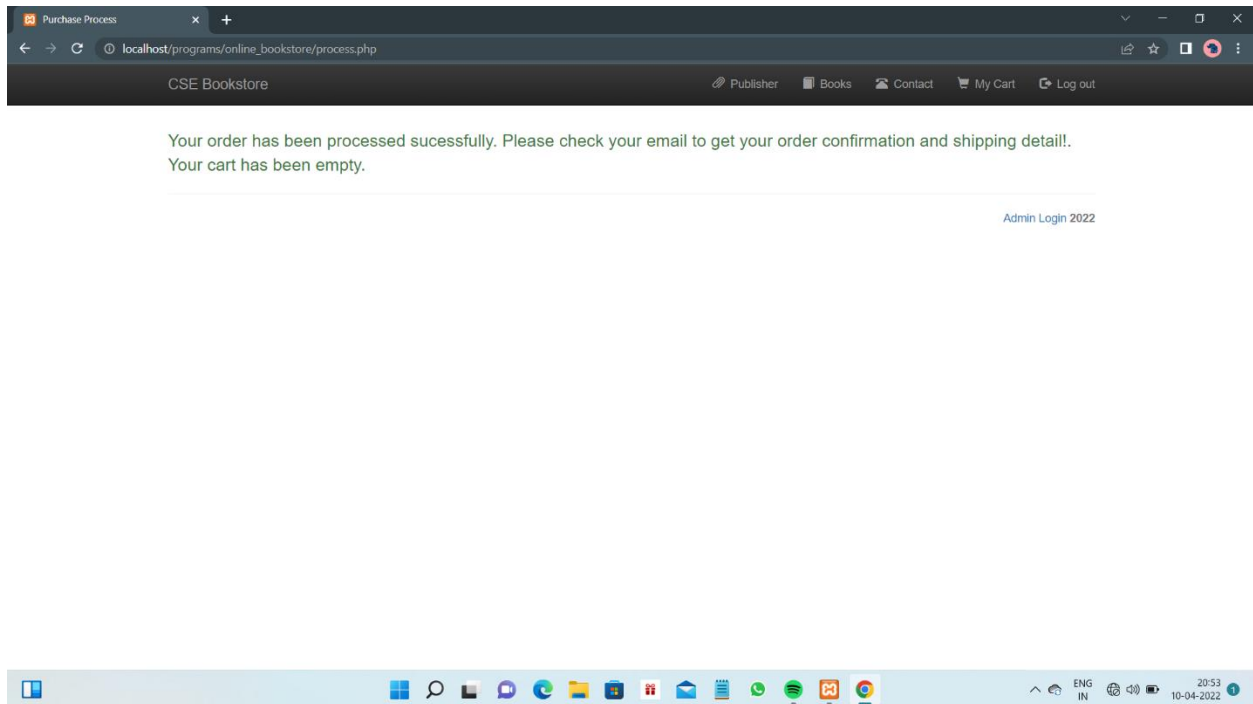 Purchase Process
localhost/programs/online_bookstore/process.php
CSE Bookstore Publisher Books Contact My Cart Log out
Your order has been processed sucessfully. Please check your email to get your order confirmation and shipping detail!.
Your cart has been empty.
Admin Login 2022
ENG 20:53
IN 10-04-2022 1